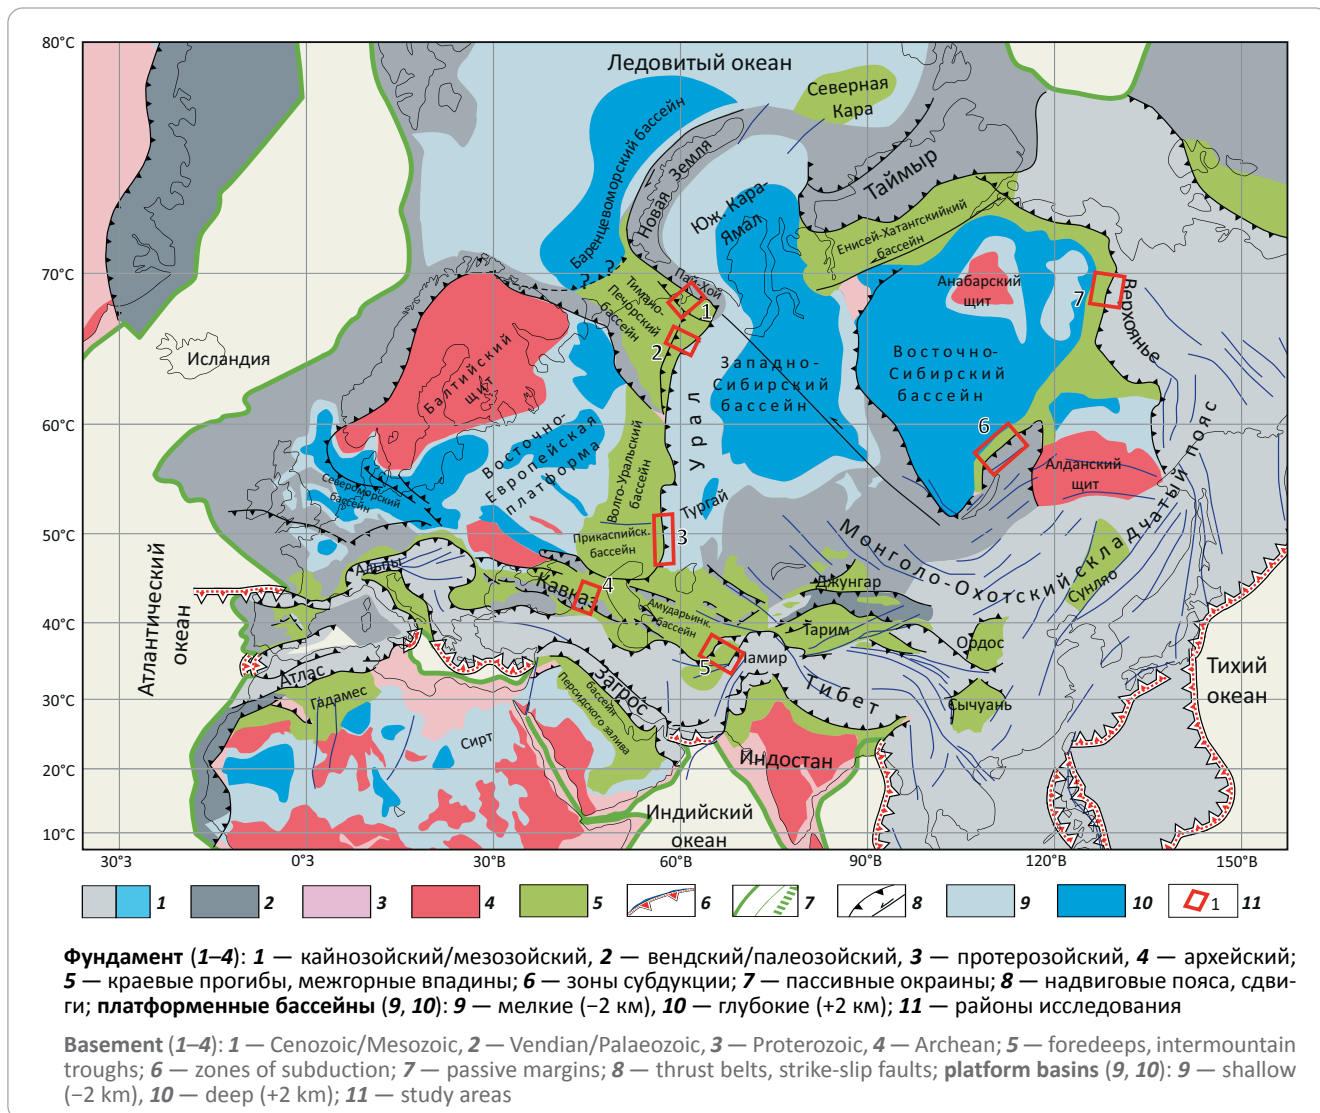 80°С
Ледовитый океан
Северная
Кара
Баренцевоморский бассейн
Новая Земля
Таймыр
Юж. Кара-
Ямал
Енисей-Хатангскийкий
бассейн
70°С
?
?
Пай-Хой
Тимано-
Печорский
бассейн
1
2
Анабарский
щит
7
Верхоянье
Исландия
Балтийский
щит
Западно-
Сибирский
бассейн
Восточно-
Сибирский
бассейн
60°С
Урал
6
Восточно-
Европейская
платформа
Волго-Уральский
бассейн
Алданский
щит
Североморский
бассейн
Тургай
50°С
Прикаспийск.
бассейн
3
Монголо-Охотский складчатый пояс
Альпы
Кавказ
4
Джунгар
Сунляо
Атлантический
океан
40°С
Амударьинк.
бассейн
Тарим
Ордос
5
Памир
Тихий
океан
Атлас
Гадамес
Загрос
бассейн
Персидского залива
Тибет
Сычуань
30°С
Сирт
Индостан
20°С
Индийский
океан
10°С
30°З
0°З
30°В
60°В
90°В
120°В
150°В
1
2
3
4
5
6
7
8
9
10
1
11
Фундамент (1–4): 1 — кайнозойский/мезозойский, 2 — вендский/палеозойский, 3 — протерозойский, 4 — архейский;
5 — краевые прогибы, межгорные впадины; 6 — зоны субдукции; 7 — пассивные окраины; 8 — надвиговые пояса, сдви-
ги; платформенные бассейны (9, 10): 9 — мелкие (−2 км), 10 — глубокие (+2 км); 11 — районы исследования
Basement (1–4): 1 — Cenozoic/Mesozoic, 2 — Vendian/Palaeozoic, 3 — Proterozoic, 4 — Archean; 5 — foredeeps, intermountain
troughs; 6 — zones of subduction; 7 — passive margins; 8 — thrust belts, strike-slip faults; platform basins (9, 10): 9 — shallow
(−2 km), 10 — deep (+2 km); 11 — study areas